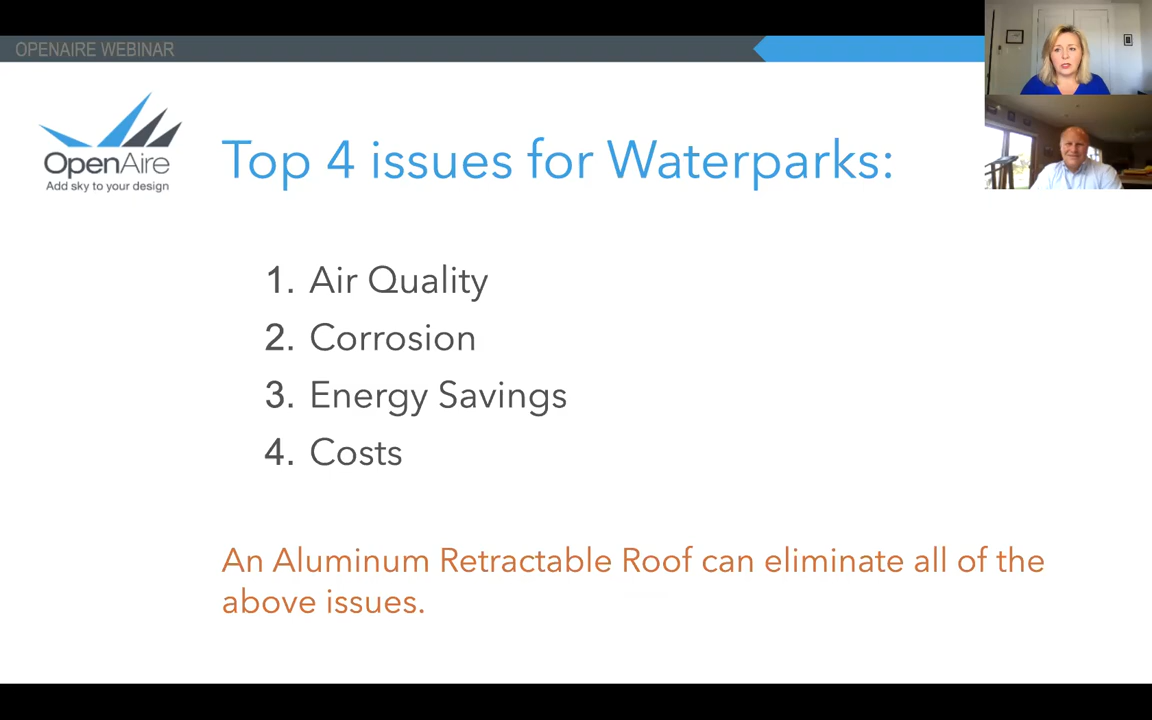 OPENAIRE WEBINAR
OpenAire
Add sky to your design
Top 4 issues for Waterparks:
1. Air Quality
2. Corrosion
3. Energy Savings
4. Costs
An Aluminum Retractable Roof can eliminate all of the
above issues.